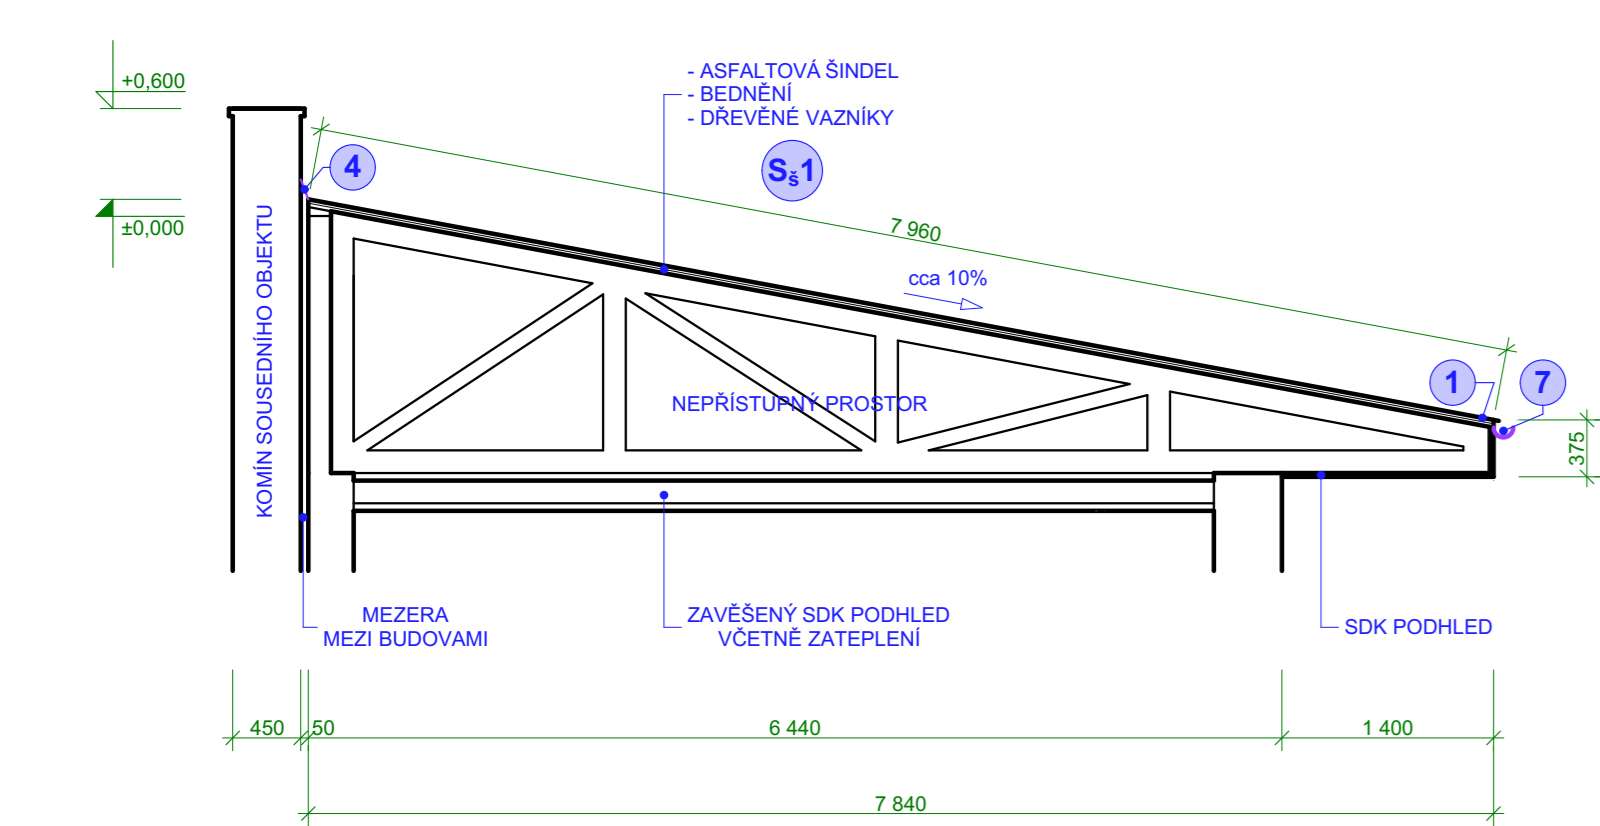 +0,600
- ASFALTOVÁ ŠINDEL
- BEDNĚNÍ
- DŘEVĚNÉ VAZNÍKY
4
Sš1
±0,000
7 960
cca 10%
KOMÍN SOUSEDNÍHO OBJEKTU
NEPŘÍSTUPNÝ PROSTOR
1
7
375
MEZERA
MEZI BUDOVAMI
ZAVĚŠENÝ SDK PODHLED
VČETNĚ ZATEPLENÍ
SDK PODHLED
450
50
6 440
1 400
7 840